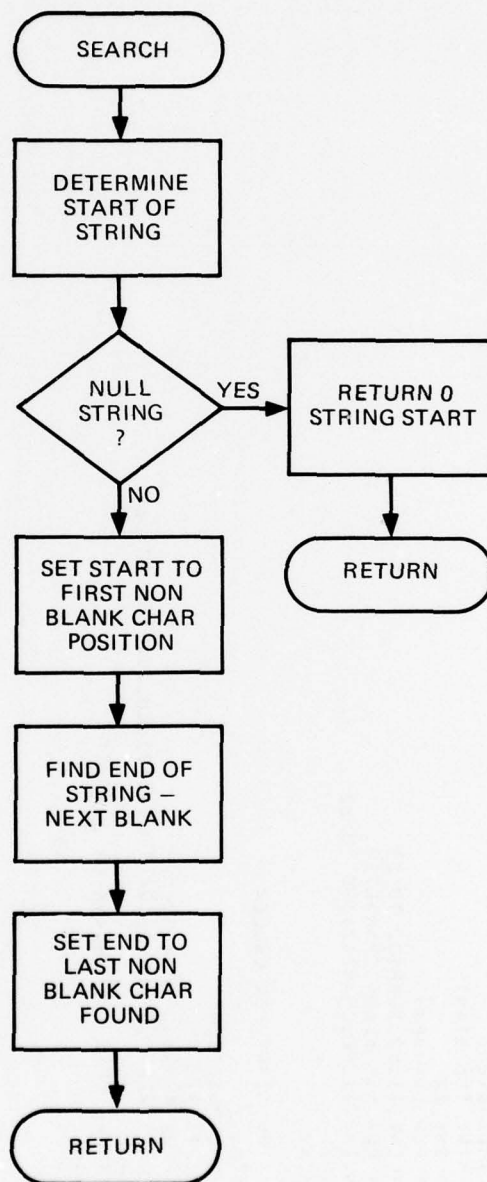 SEARCH
DETERMINE
START OF
STRING
NULL
STRING
?
YES
RETURN 0
STRING START
RETURN
NO
SET START TO
FIRST NON
BLANK CHAR
POSITION
FIND END OF
STRING –
NEXT BLANK
SET END TO
LAST NON
BLANK CHAR
FOUND
RETURN